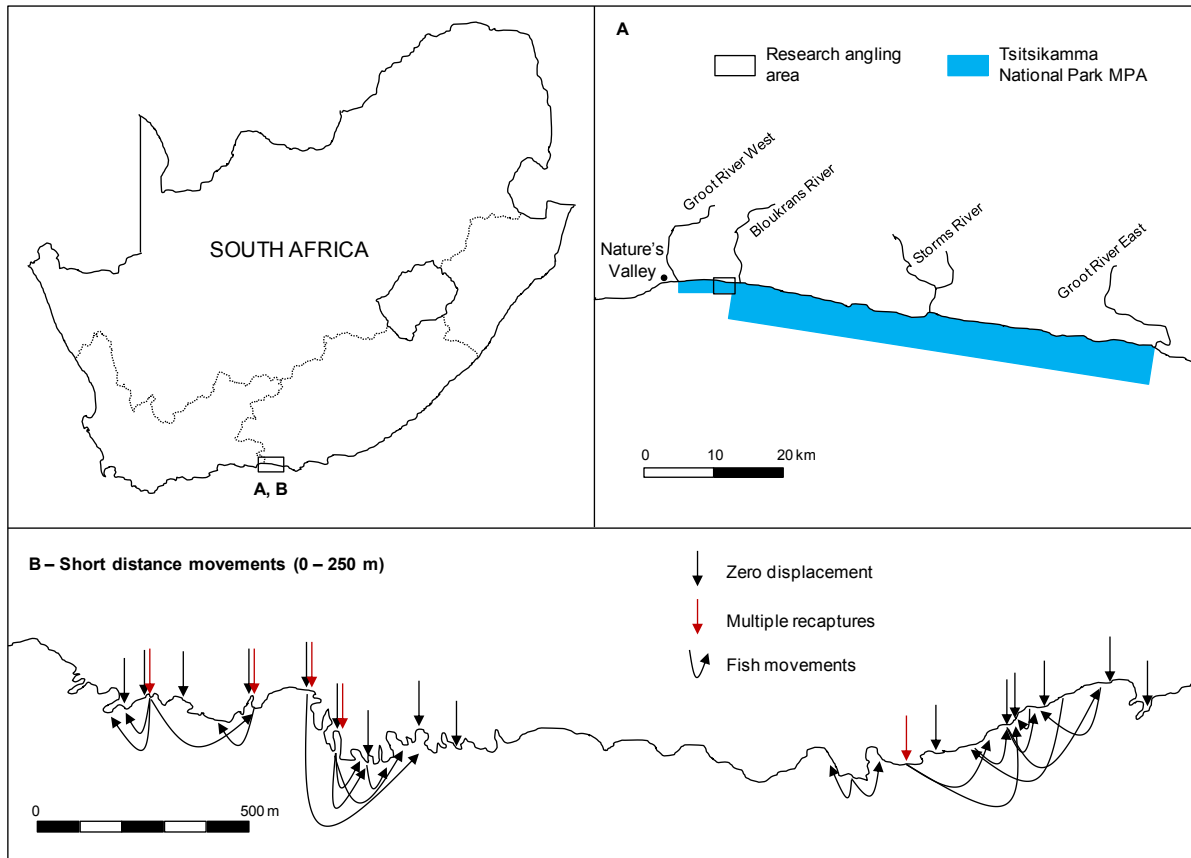 SOUTH AFRICA
A, B
A
Research angling
area
Tsitsikamma
National Park MPA
Groot River West
Bloukrans River
Storms River
Groot River East
Nature's
Valley
0 10 20 km
B – Short distance movements (0 – 250 m)
Zero displacement
Multiple recaptures
Fish movements
0 500 m